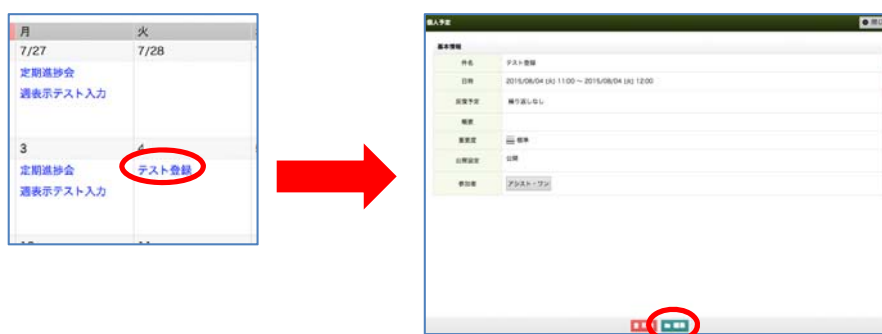 月 火
7/27 7/28
定期進捗会
週表示テスト入力
3 4
定期進捗会 テスト登録
週表示テスト入力
個人予定
基本情報
件名 テスト登録
日時 2015/08/04 (火) 11:00 ～ 2015/08/04 (火) 12:00
反復予定 繰り返しなし
概要
重要度 標準
公開設定 公開
参加者 アシスト・ワン
編集